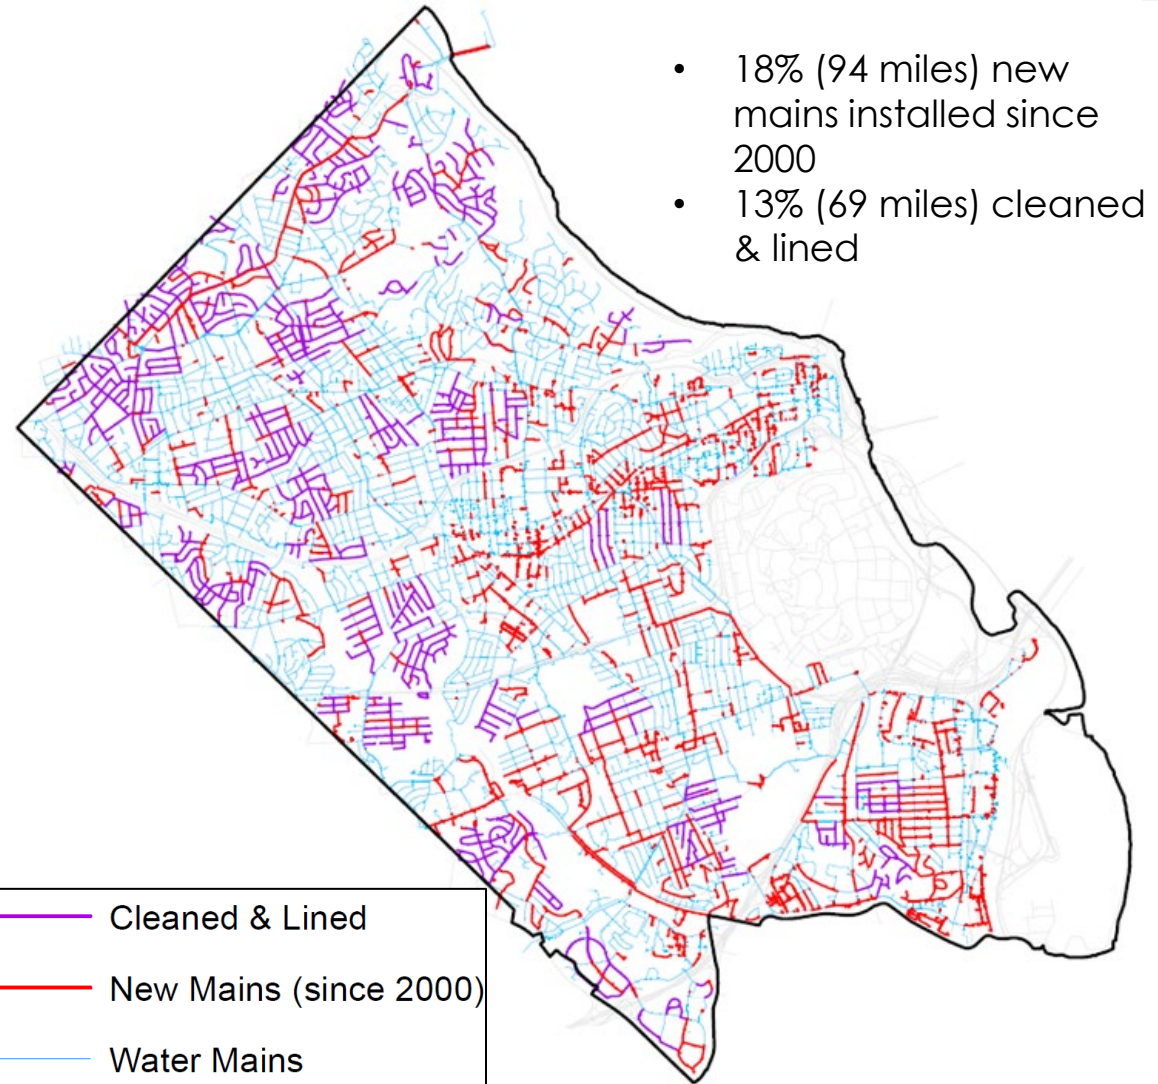 • 18% (94 miles) new
mains installed since
2000
• 13% (69 miles) cleaned
& lined
Cleaned & Lined
New Mains (since 2000)
Water Mains